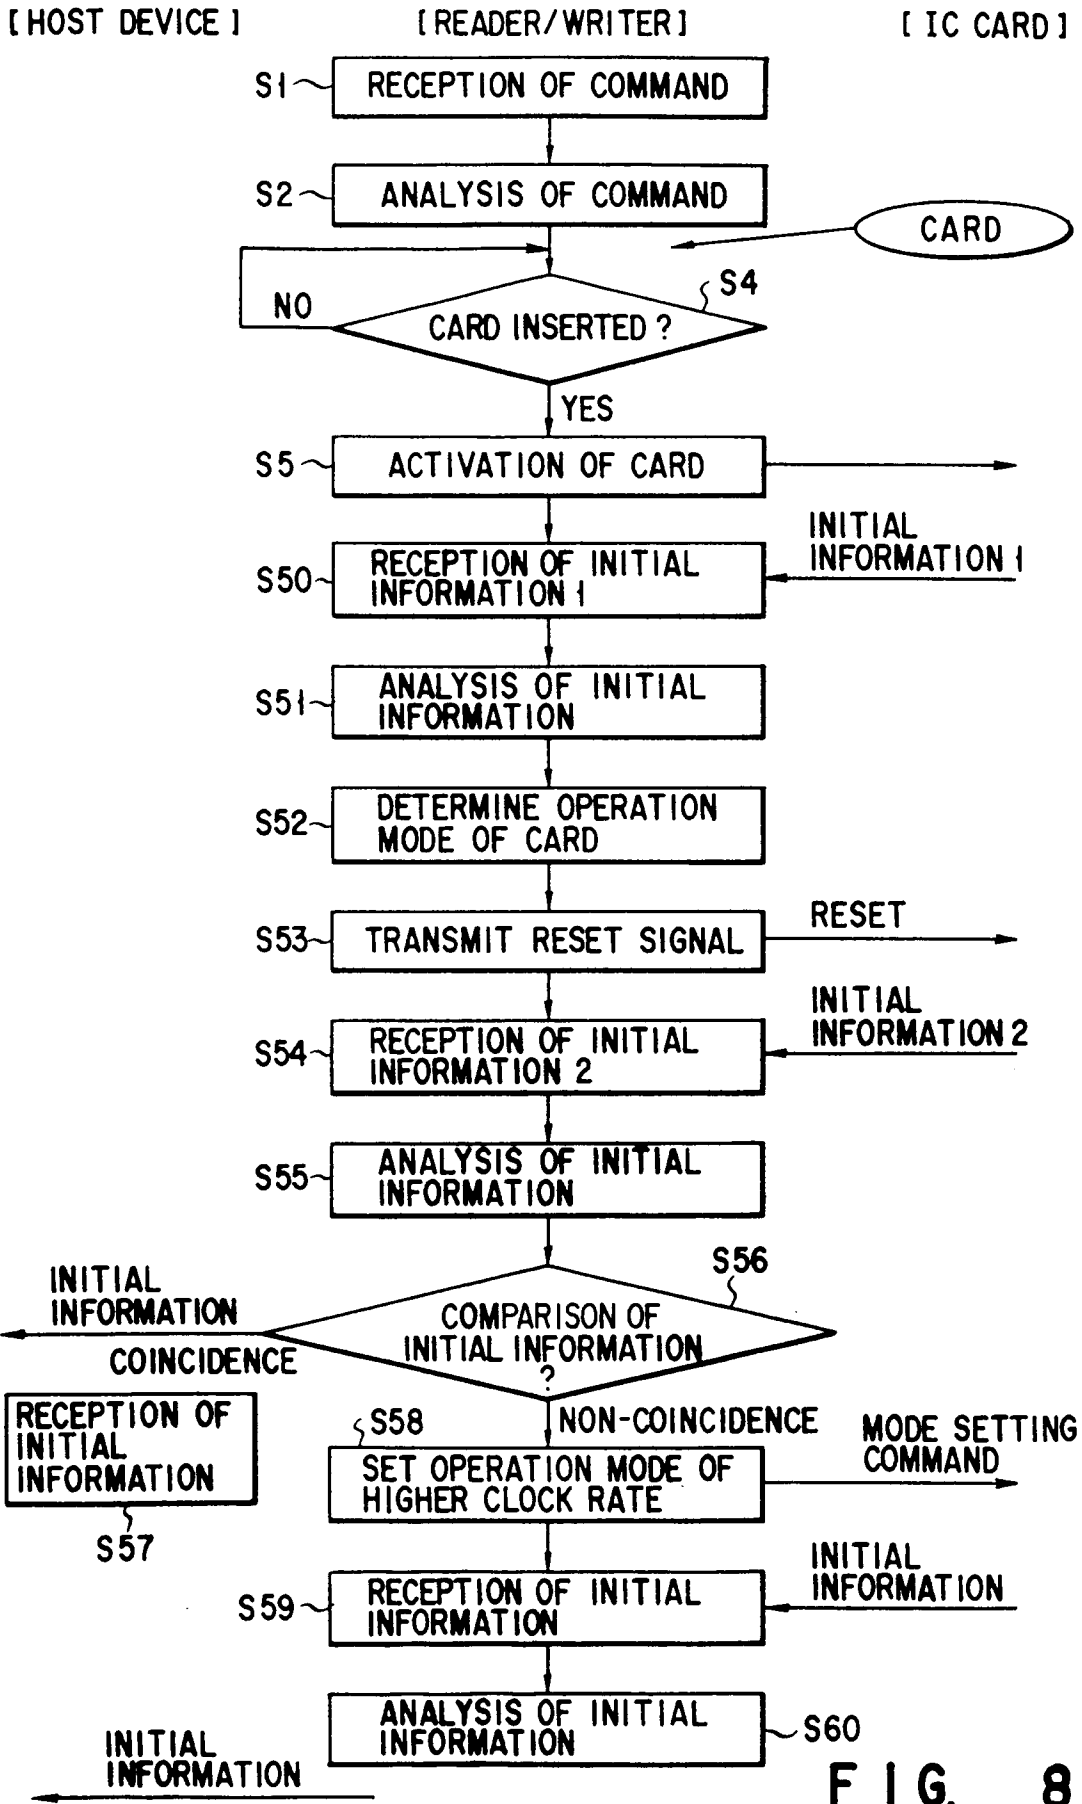 [HOST DEVICE] [READER/WRITER] [IC CARD]
S1 RECEPTION OF COMMAND
S2 ANALYSIS OF COMMAND
CARD
S4
NO
CARD INSERTED ?
YES
S5 ACTIVATION OF CARD
INITIAL
INFORMATION 1
S50
RECEPTION OF INITIAL
INFORMATION 1
S51
ANALYSIS OF INITIAL
INFORMATION
S52
DETERMINE OPERATION
MODE OF CARD
RESET
S53 TRANSMIT RESET SIGNAL
INITIAL
INFORMATION 2
S54
RECEPTION OF INITIAL
INFORMATION 2
S55
ANALYSIS OF INITIAL
INFORMATION
S56
INITIAL
INFORMATION
COINCIDENCE
COMPARISON OF
INITIAL INFORMATION
?
RECEPTION OF
INITIAL
INFORMATION
S57
NON-COINCIDENCE
S58
SET OPERATION MODE OF
HIGHER CLOCK RATE
MODE SETTING
COMMAND
INITIAL
INFORMATION
S59
RECEPTION OF INITIAL
INFORMATION
ANALYSIS OF INITIAL
INFORMATION
S60
INITIAL
INFORMATION
FIG. 8